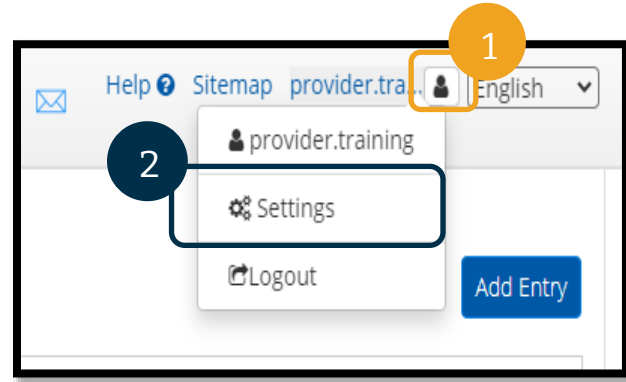 1
Help Sitemap provider.tra... English
provider.training
2
Settings
Logout
Add Entry